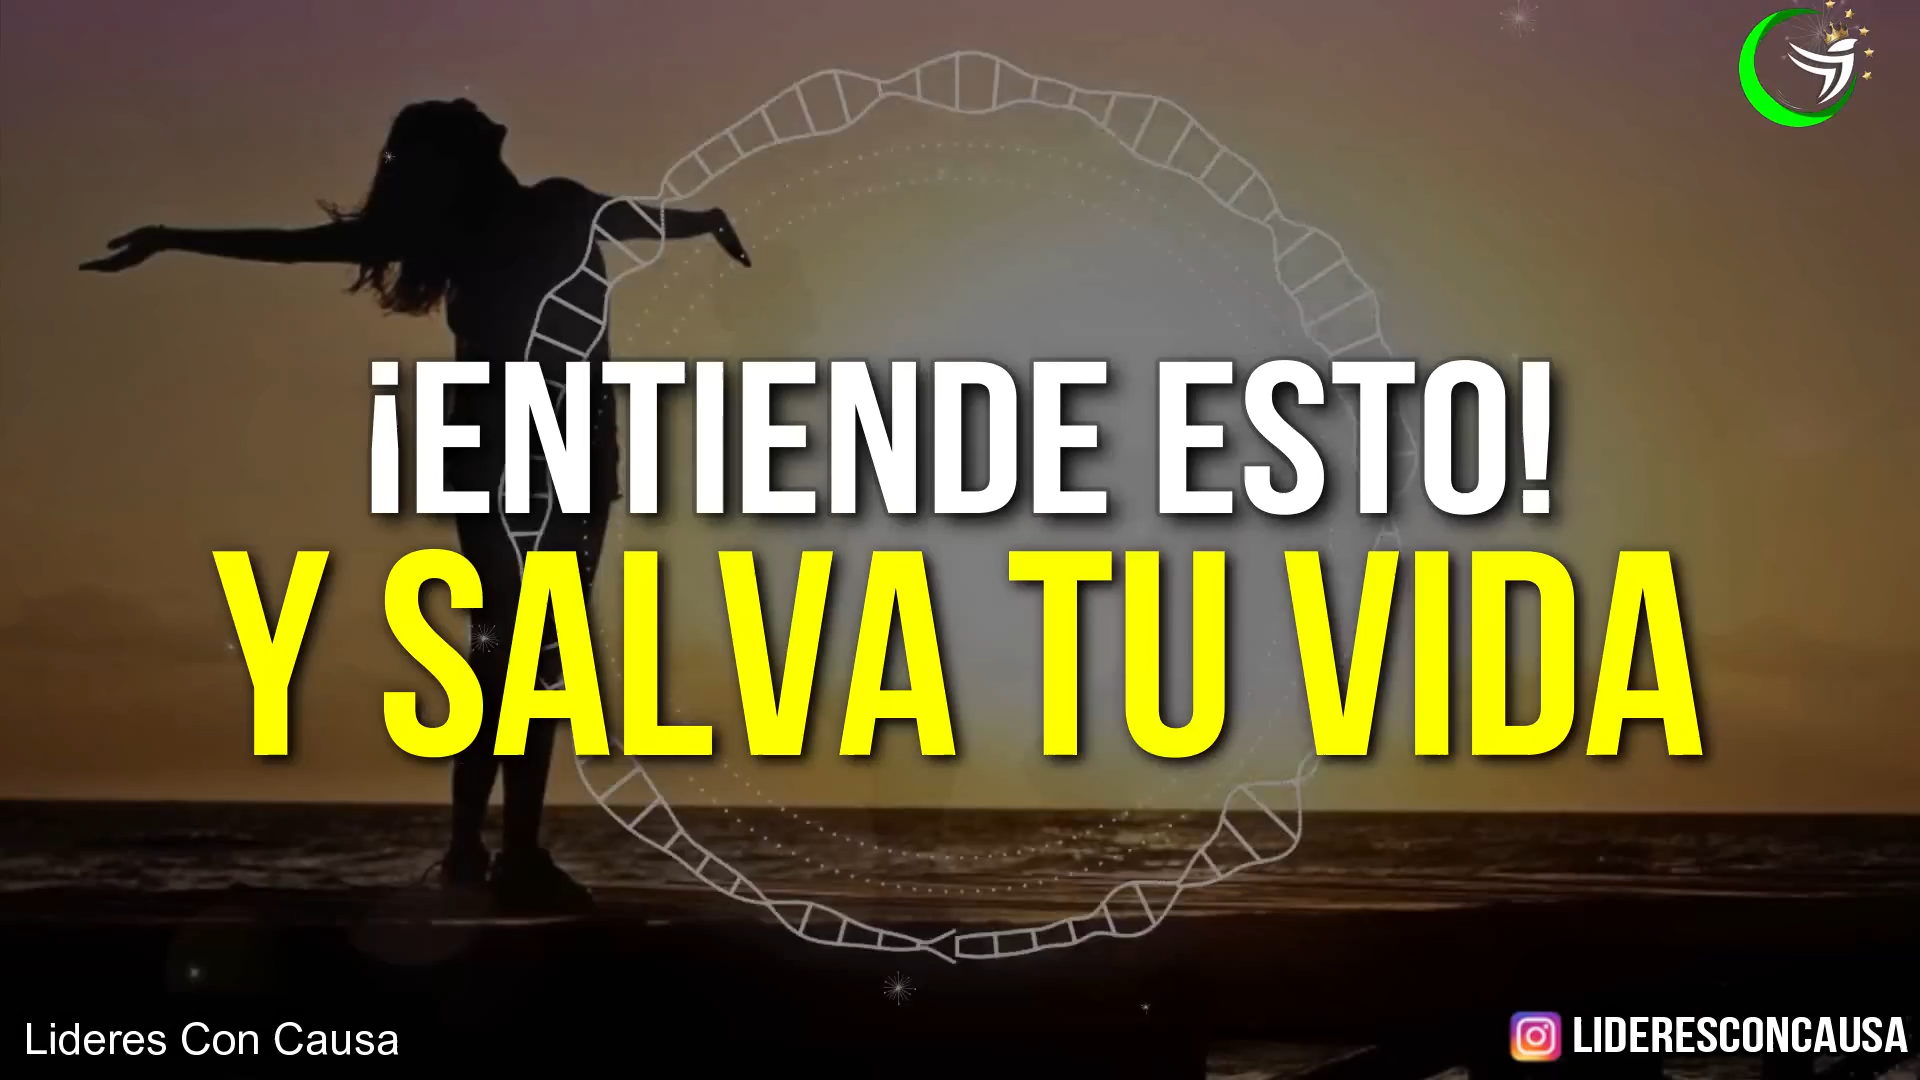 ¡ENTIENDE ESTO!
Y SALVA TU VIDA
Lideres Con Causa
LIDERESCONCAUSA